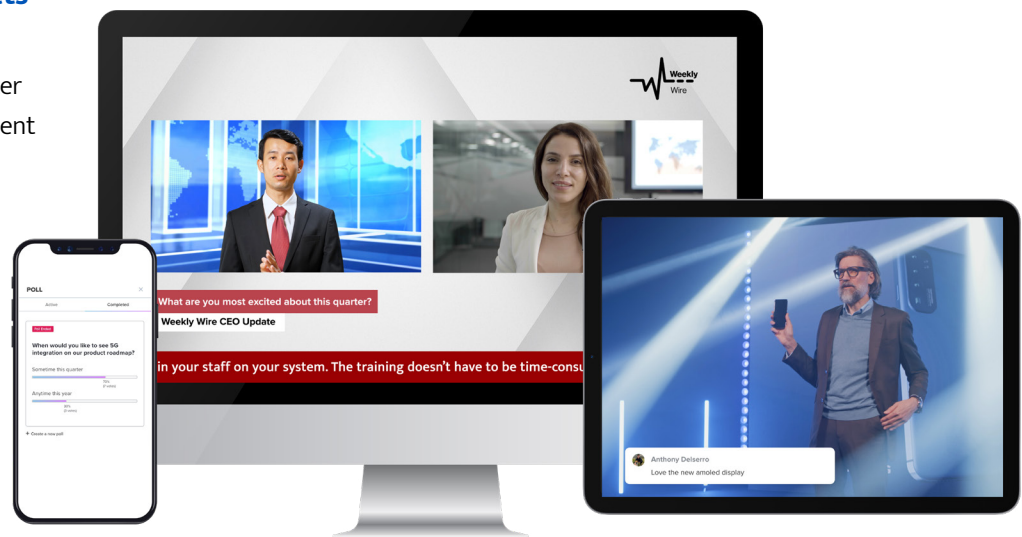 er
ent
Weekly
Wire
What are you most excited about this quarter?
Weekly Wire CEO Update
in your staff on your system. The training doesn't have to be time-consu
POLL
Active
Completed
Poll Ended
When would you like to see 5G
integration on our product roadmap?
Sometime this quarter
Anytime this year
+ Create a new poll
Anthony Delserro
Love the new amoled display